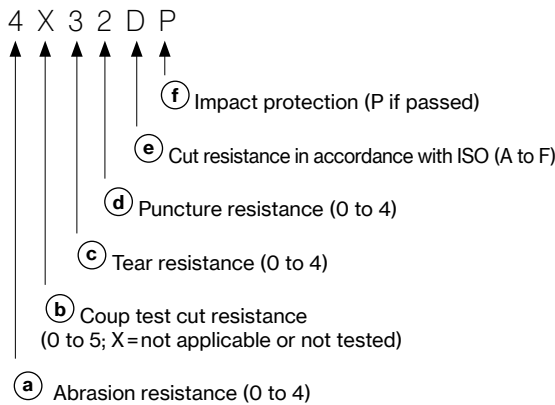 4 X 3 2 D P
f Impact protection (P if passed)
e Cut resistance in accordance with ISO (A to F)
d Puncture resistance (0 to 4)
c Tear resistance (0 to 4)
b Coup test cut resistance
(0 to 5; X = not applicable or not tested)
a Abrasion resistance (0 to 4)